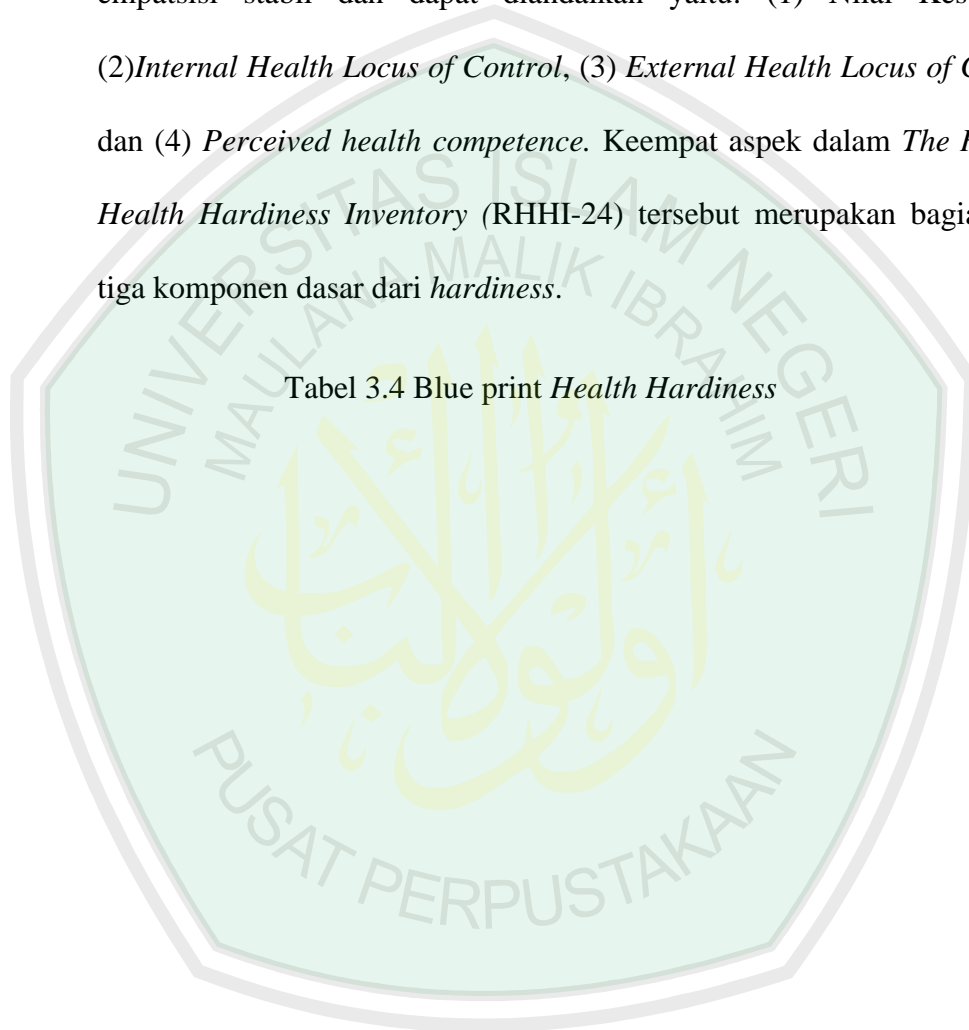 empatsisi stabil dan dapat diandalkan yaitu: (1) Nilai
(2)Internal Health Locus of Control, (3) External Health Locus of
dan (4) Perceived health competence. Keempat aspek dalam The
Health Hardiness Inventory (RHHI-24) tersebut merupakan
tiga komponen dasar dari hardiness.
Tabel 3.4 Blue print Health Hardiness
UNIVERSITAS ISLAM NEGERI
MAULANA MALIK IBRAHIM
أولوا الألباب
PUSAT PERPUSTAKAAN